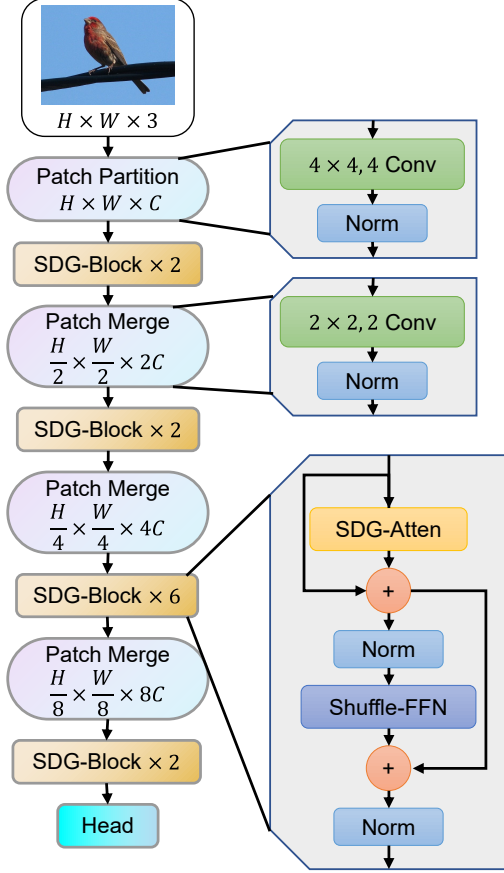 H × W × 3
Patch Partition
H × W × C
SDG-Block × 2
Patch Merge
H/2 × W/2 × 2C
SDG-Block × 2
Patch Merge
H/4 × W/4 × 4C
SDG-Block × 6
Patch Merge
H/8 × W/8 × 8C
SDG-Block × 2
Head
4 × 4, 4 Conv
Norm
2 × 2, 2 Conv
Norm
SDG-Atten
+
Norm
Shuffle-FFN
+
Norm